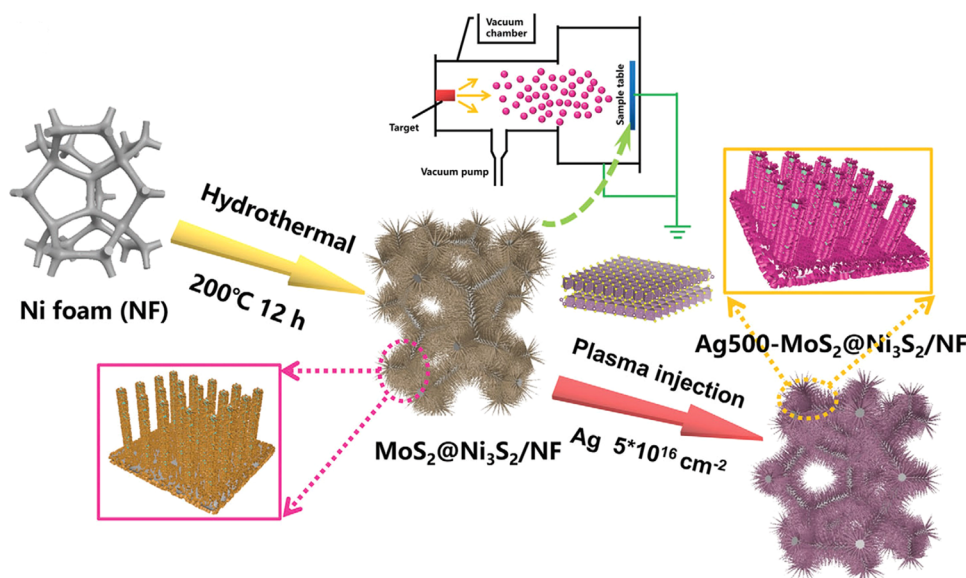 Vacuum
chamber
Target
Vacuum pump
Sample table
Hydrothermal
200℃ 12 h
Ni foam (NF)
Ag500-MoS₂@Ni₃S₂/NF
Plasma injection
Ag 5*10¹⁶ cm⁻²
MoS₂@Ni₃S₂/NF